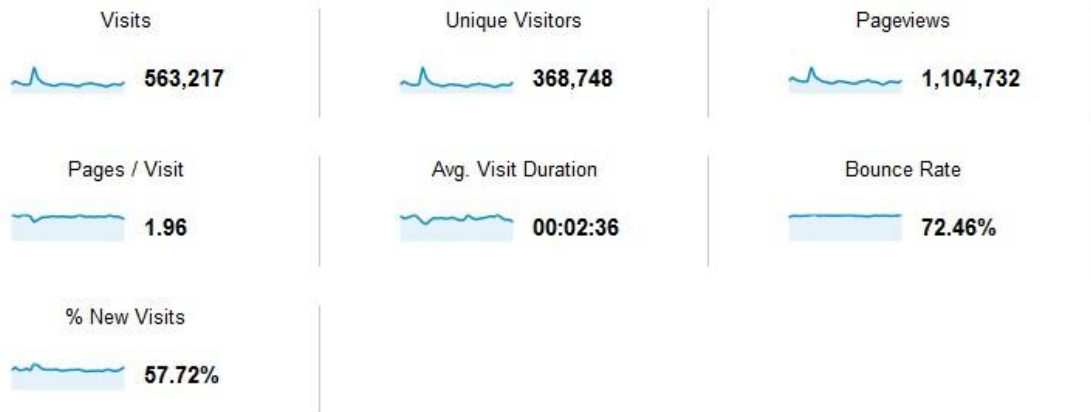 Visits
563,217
Unique Visitors
368,748
Pageviews
1,104,732
Pages / Visit
1.96
Avg. Visit Duration
00:02:36
Bounce Rate
72.46%
% New Visits
57.72%